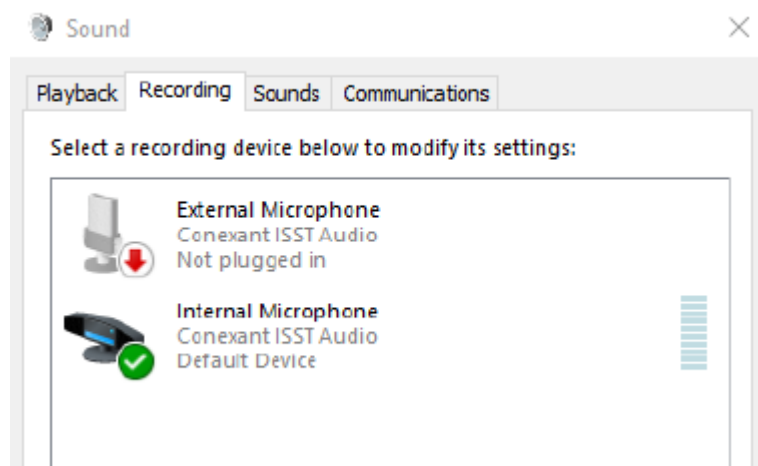 Sound
Playback Recording Sounds Communications
Select a recording device below to modify its settings:
External Microphone
Conexant ISST Audio
Not plugged in
Internal Microphone
Conexant ISST Audio
Default Device